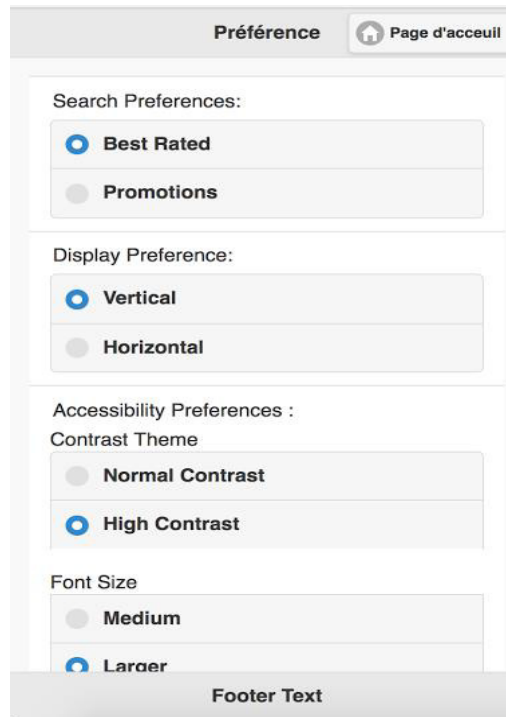 Préférence
Page d'acceuil
Search Preferences:
Best Rated
Promotions
Display Preference:
Vertical
Horizontal
Accessibility Preferences :
Contrast Theme
Normal Contrast
High Contrast
Font Size
Medium
Larger
Footer Text